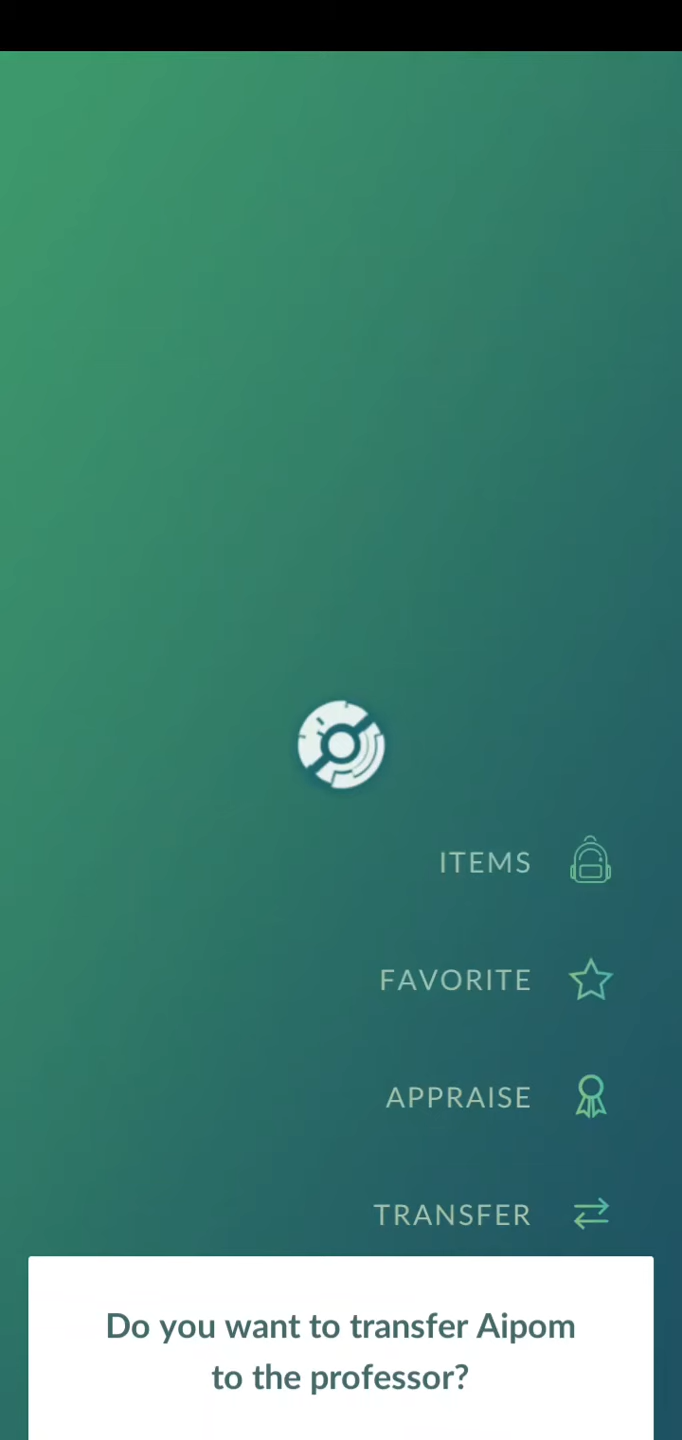 ITEMS
FAVORITE
APPRAISE
TRANSFER
Do you want to transfer Aipom
to the professor?